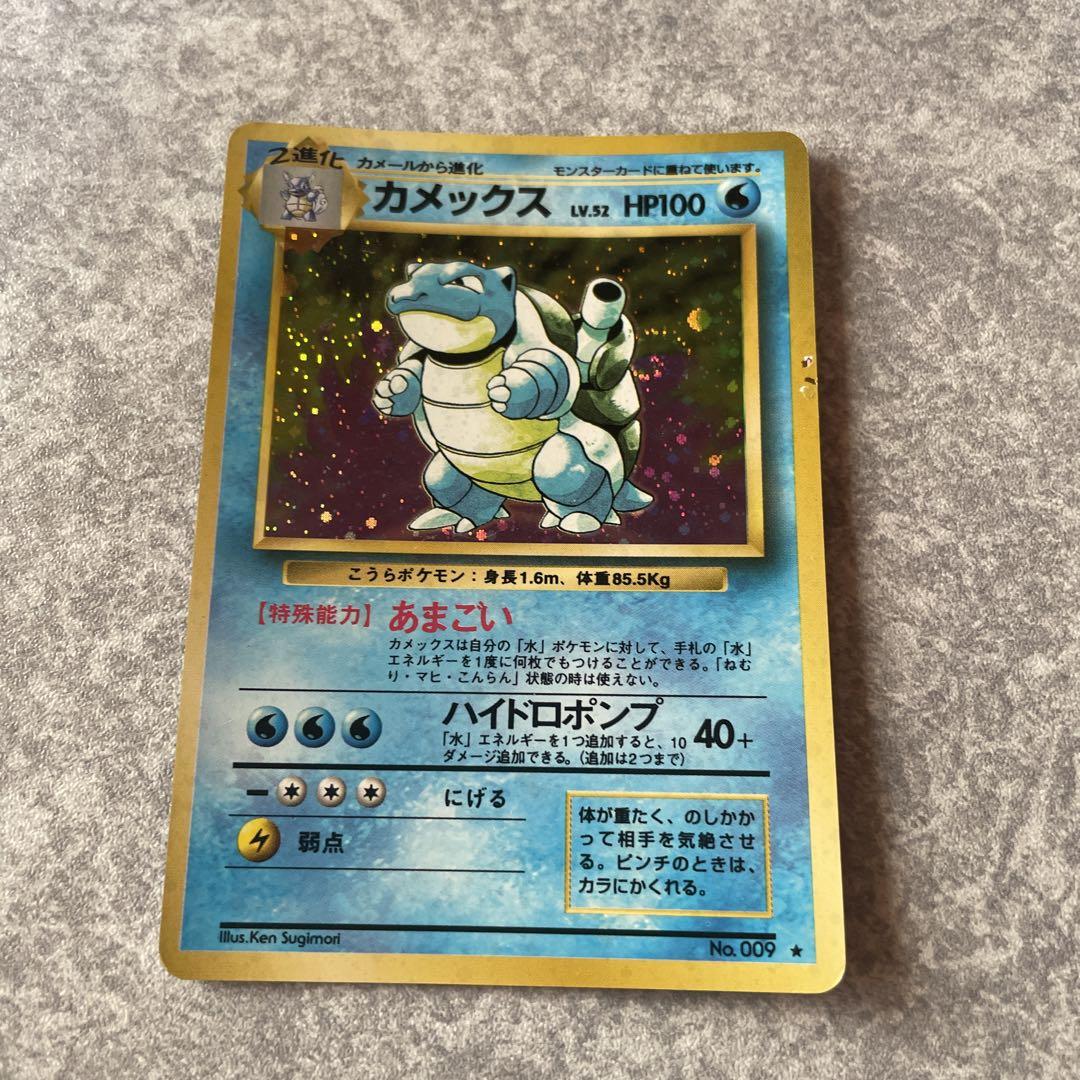 2進化
カメールから進化
モンスターカードに重ねて使います。
カメックス LV.52 HP100
こうらポケモン：身長1.6m、体重85.5Kg
【特殊能力】あまごい
カメックスは自分の「水」ポケモンに対して、手札の「水」
エネルギーを1度に何枚でもつけることができる。「ねむ
り・マヒ・こんらん」状態の時は使えない。
ハイドロポンプ 40+
「水」エネルギーを1つ追加すると、10
ダメージ追加できる。（追加は2つまで）
にげる
弱点
体が重たく、のしかか
って相手を気絶させ
る。ピンチのときは、
カラにかくれる。
Illus.Ken Sugimori
No.009 ★